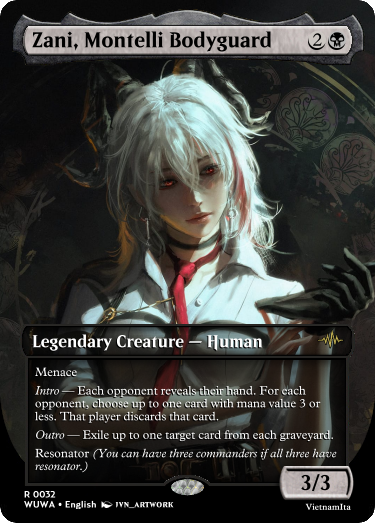 Zani, Montelli Bodyguard 2
Legendary Creature — Human
Menace
Intro — Each opponent reveals their hand. For each
opponent, choose up to one card with mana value 3 or
less. That player discards that card.
Outro — Exile up to one target card from each graveyard.
Resonator (You can have three commanders if all three have
resonator.)
3/3
R 0032
WUWA • English JVN_ARTWORK
VietnamIta